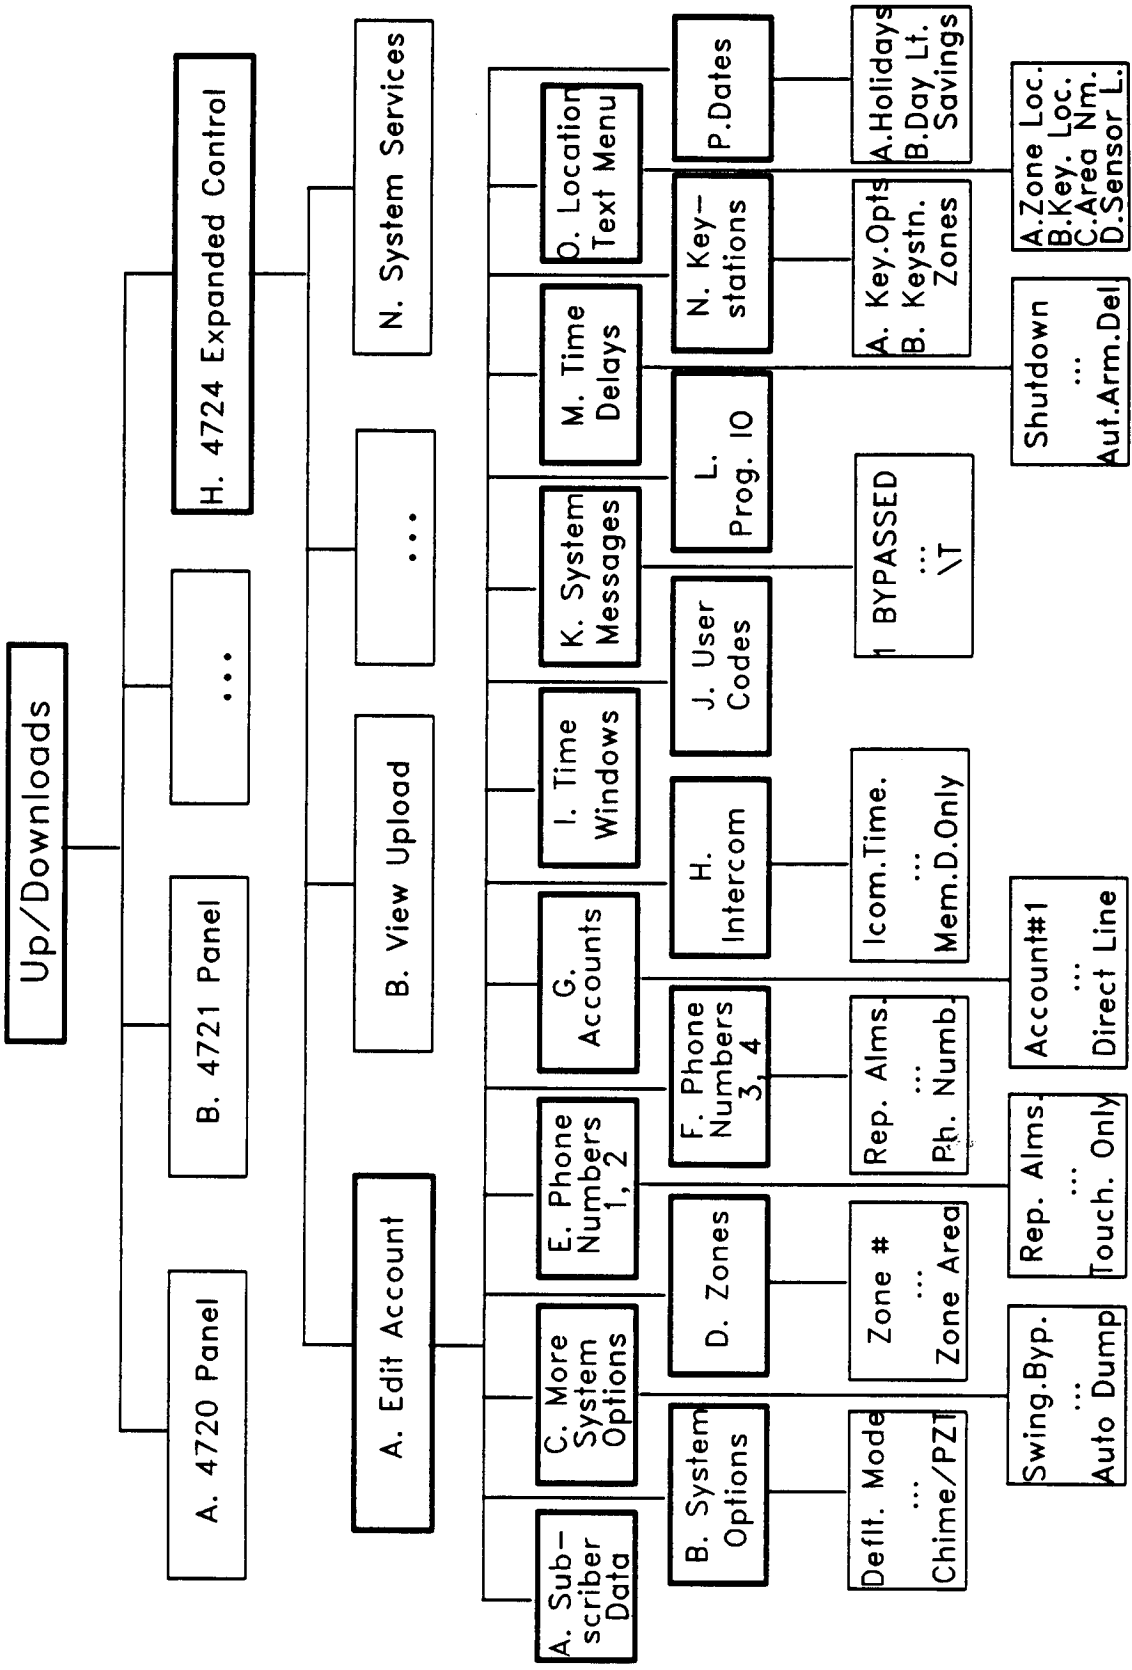 Up/Downloads
A. 4720 Panel
B. 4721 Panel
...
H. 4724 Expanded Control
A. Edit Account
B. View Upload
...
N. System Services
A. Sub-
scriber
Data
C. More
System
Options
E. Phone
Numbers
1, 2
G.
Accounts
I. Time
Windows
K. System
Messages
M. Time
Delays
O. Location
Text Menu
B. System
Options
D. Zones
F. Phone
Numbers
3, 4
H.
Intercom
J. User
Codes
L.
Prog. 10
N. Key-
stations
P.Dates
Deflt. Mode
...
Chime/PZT
Zone #
...
Zone Area
Rep. Alms.
...
Ph. Numb.
Icom.Time.
...
Mem.D.Only
1 BYPASSED
...
\T
A. Key.Opts
B. Keystn.
Zones
A.Holidays
B.Day Lt.
Savings
Swing.Byp.
...
Auto Dump
Rep. Alms.
...
Touch. Only
Account#1
...
Direct Line
Shutdown
...
Aut.Arm.Del.
A.Zone Loc.
B.Key. Loc.
C.Area Nm.
D.Sensor L.